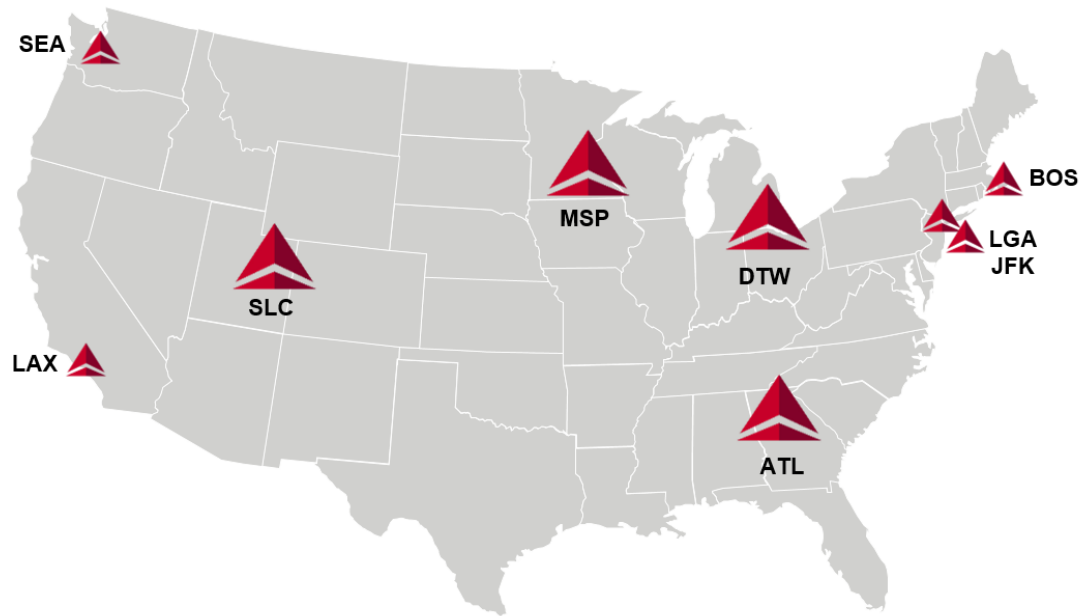 SEA
BOS
MSP
LGA
JFK
DTW
SLC
LAX
ATL